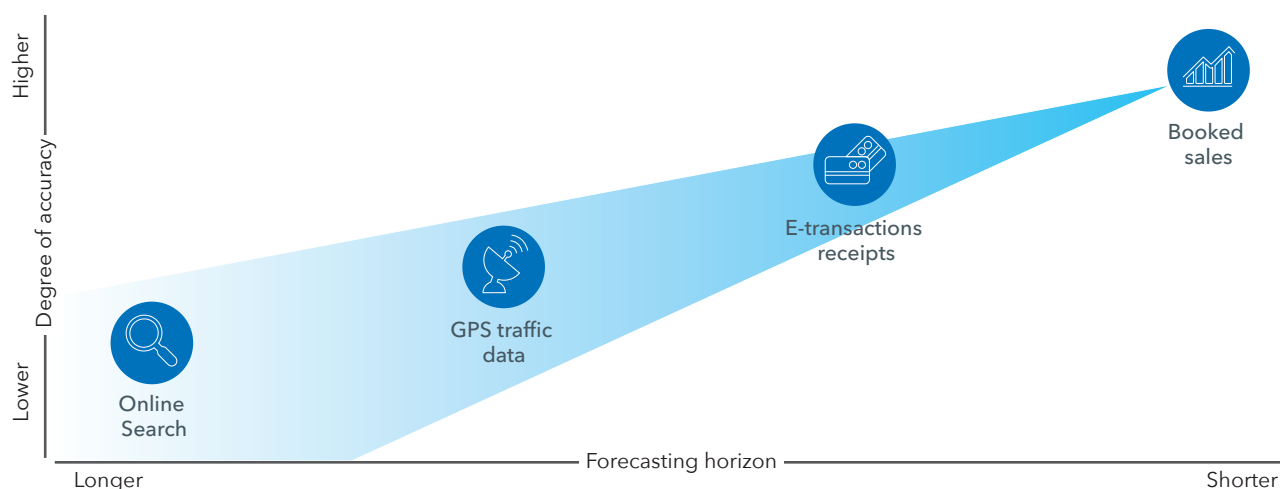 Higher
Degree of accuracy
Lower
Online
Search
GPS traffic
data
E-transactions
receipts
Booked
sales
Longer
Forecasting horizon
Shorter